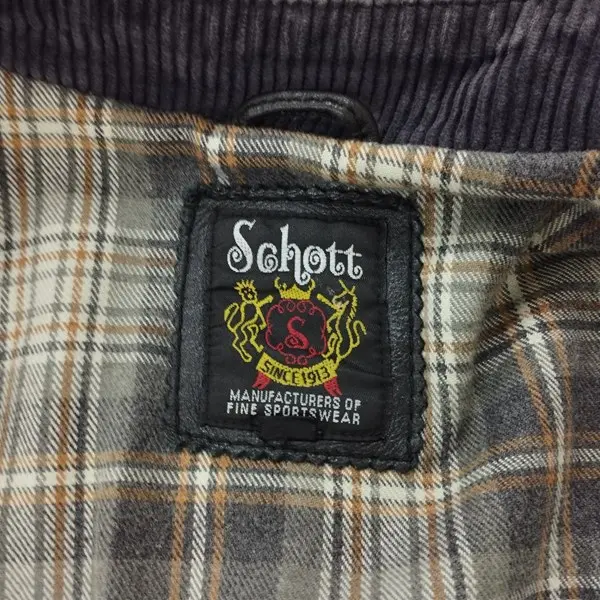 Schott
S
SINCE 1913
MANUFACTURERS OF
FINE SPORTSWEAR